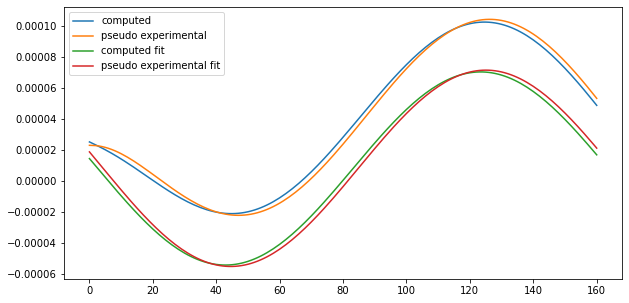 computed
pseudo experimental
computed fit
pseudo experimental fit
0.00010
0.00008
0.00006
0.00004
0.00002
0.00000
−0.00002
−0.00004
−0.00006
0 20 40 60 80 100 120 140 160